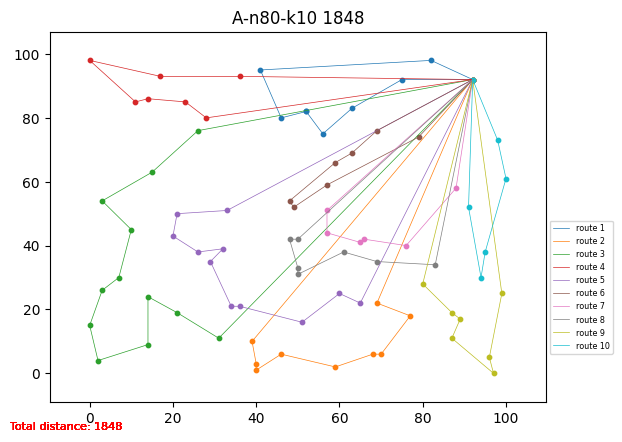 A-n80-k10 1848
100
80
60
40
20
0
0
20
40
60
80
100
route 1
route 2
route 3
route 4
route 5
route 6
route 7
route 8
route 9
route 10
Total distance: 1848